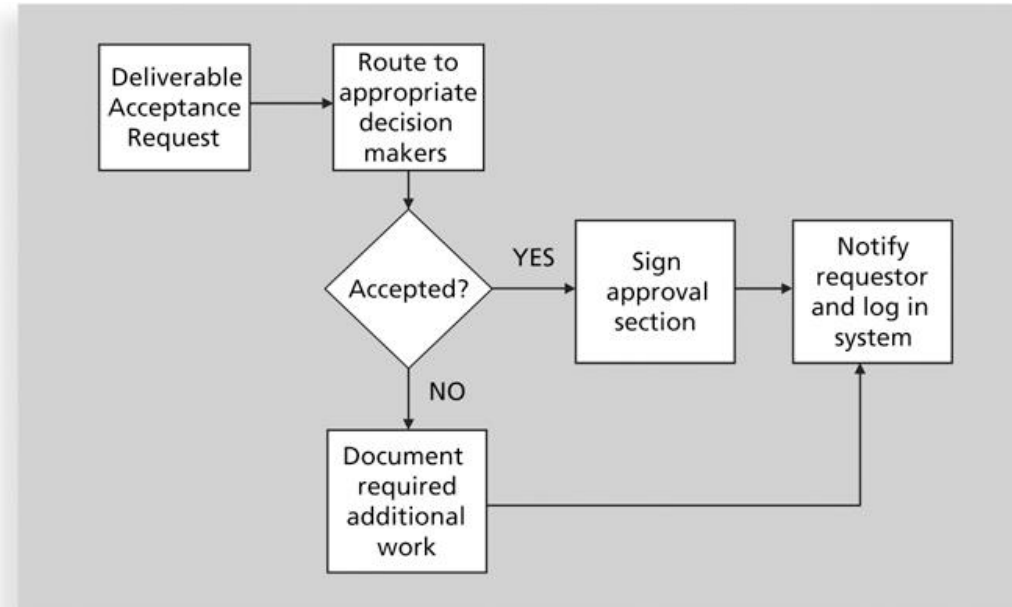 Deliverable
Acceptance
Request
Route to
appropriate
decision
makers
Accepted?
YES
Sign
approval
section
Notify
requestor
and log in
system
NO
Document
required
additional
work